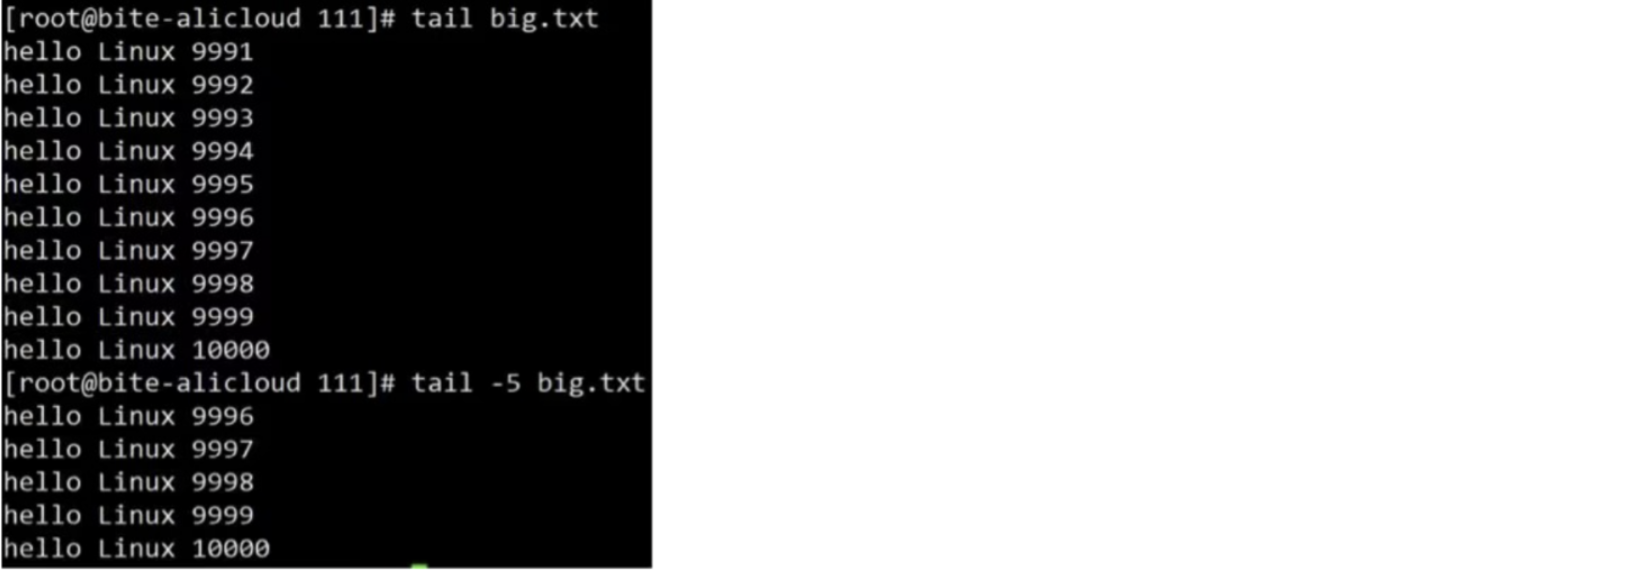 [root@bite-alicloud 111]# tail big.txt
hello Linux 9991
hello Linux 9992
hello Linux 9993
hello Linux 9994
hello Linux 9995
hello Linux 9996
hello Linux 9997
hello Linux 9998
hello Linux 9999
hello Linux 10000
[root@bite-alicloud 111]# tail -5 big.txt
hello Linux 9996
hello Linux 9997
hello Linux 9998
hello Linux 9999
hello Linux 10000